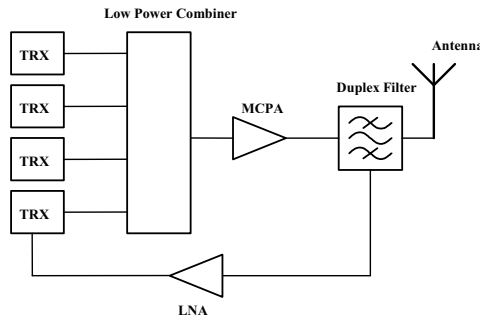 Low Power Combiner
Antenna
TRX
Duplex Filter
TRX
MCPA
TRX
TRX
LNA